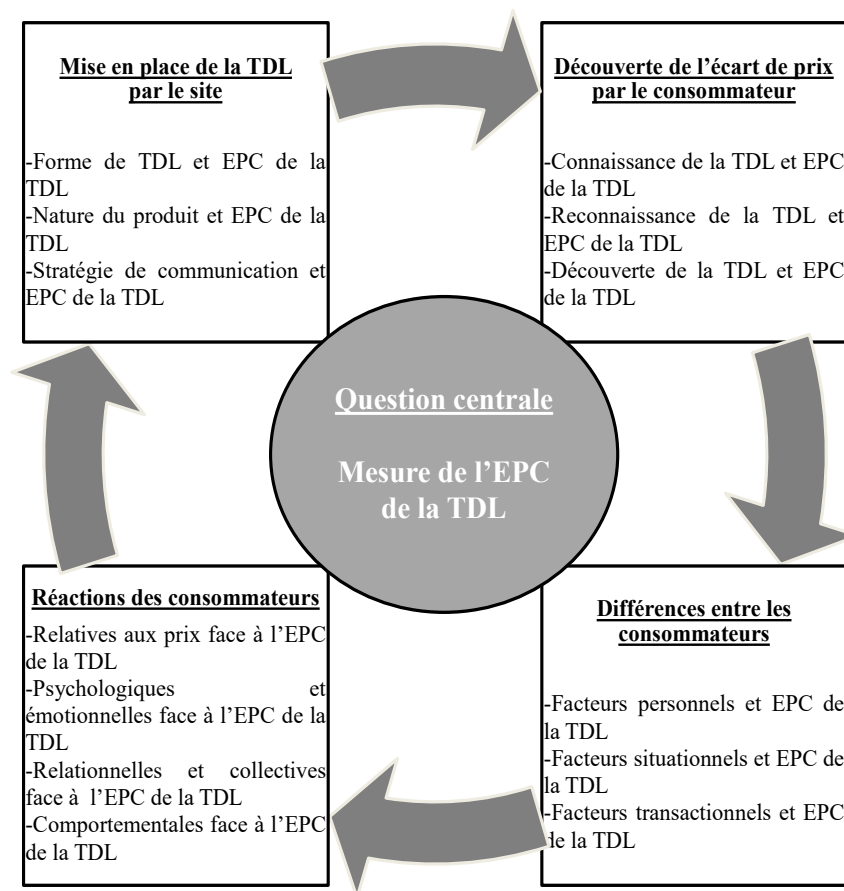 Mise en place de la TDL
par le site
-Forme de TDL et EPC de la
TDL
-Nature du produit et EPC de la
TDL
-Stratégie de communication et
EPC de la TDL
Découverte de l’écart de prix
par le consommateur
-Connaissance de la TDL et EPC
de la TDL
-Reconnaissance de la TDL et
EPC de la TDL
-Découverte de la TDL et EPC
de la TDL
Question centrale
Mesure de l’EPC
de la TDL
Réactions des consommateurs
-Relatives aux prix face à l’EPC
de la TDL
-Psychologiques et
émotionnelles face à l’EPC de la
TDL
-Relationnelles et collectives
face à l’EPC de la TDL
-Comportementales face à l’EPC
de la TDL
Différences entre les
consommateurs
-Facteurs personnels et EPC de
la TDL
-Facteurs situationnels et EPC de
la TDL
-Facteurs transactionnels et EPC
de la TDL